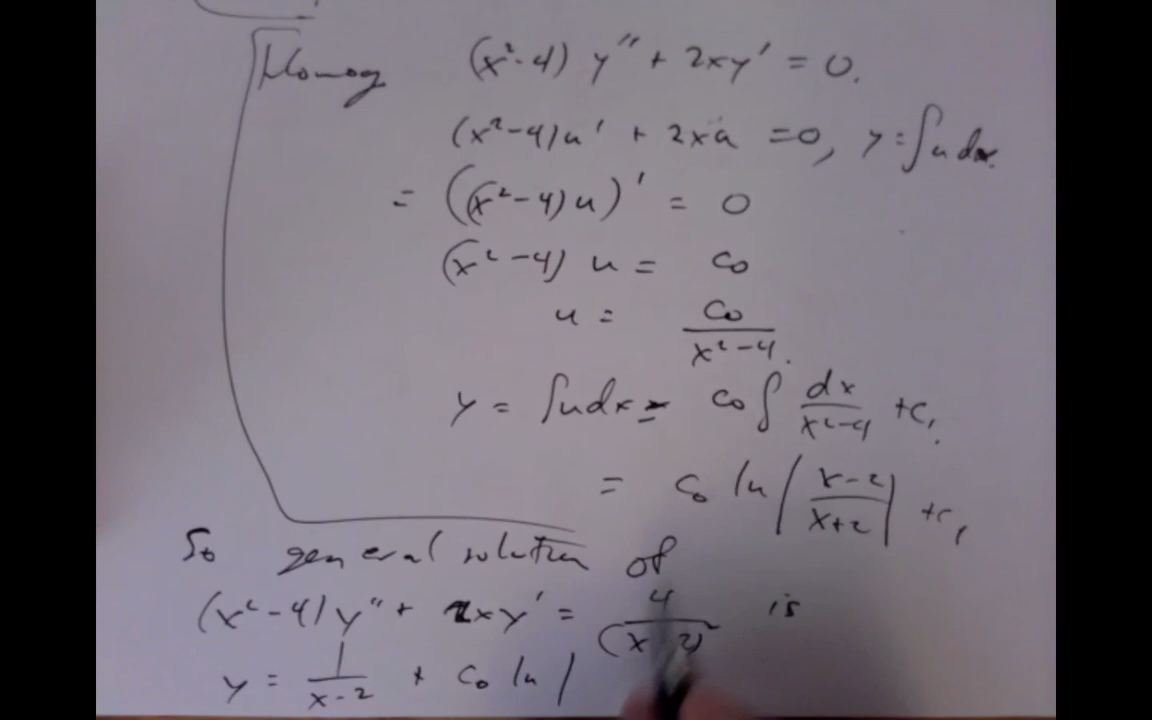 Homog (x²-4) y'' + 2xy' = 0.
(x²-4)u' + 2xu = 0, y = ∫u dx.
= ((x²-4)u)' = 0
(x²-4) u = c₀
u = c₀/(x²-4).
y = ∫u dx = c₀ ∫ dx/(x²-4) + c₁.
= c₀ ln |(x-2)/(x+2)| + c₁
So general solution of
(x²-4)y'' + 2xy' = 4/(x 2)² is
y = 1/(x-2) + c₀ ln |